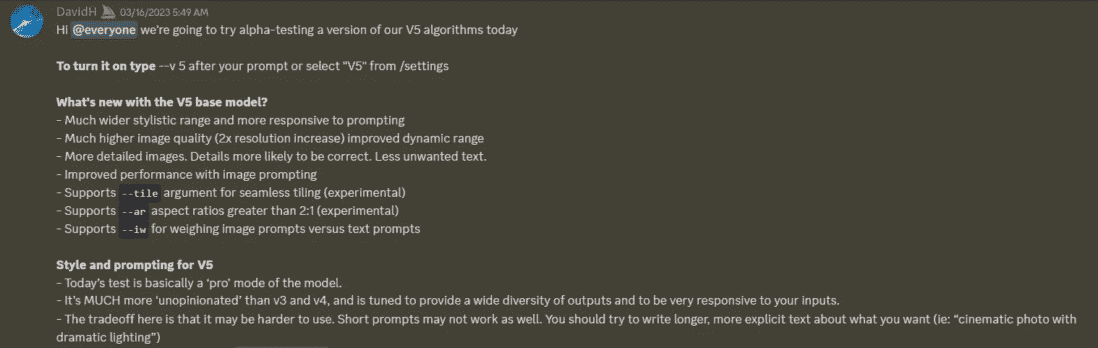 DavidH 03/16/2023 5:49 AM
Hi @everyone we're going to try alpha-testing a version of our V5 algorithms today
To turn it on type --v 5 after your prompt or select "V5" from /settings
What's new with the V5 base model?
- Much wider stylistic range and more responsive to prompting
- Much higher image quality (2x resolution increase) improved dynamic range
- More detailed images. Details more likely to be correct. Less unwanted text.
- Improved performance with image prompting
- Supports --tile argument for seamless tiling (experimental)
- Supports --ar aspect ratios greater than 2:1 (experimental)
- Supports --iw for weighing image prompts versus text prompts
Style and prompting for V5
- Today's test is basically a 'pro' mode of the model.
- It's MUCH more 'unopinionated' than v3 and v4, and is tuned to provide a wide diversity of outputs and to be very responsive to your inputs.
- The tradeoff here is that it may be harder to use. Short prompts may not work as well. You should try to write longer, more explicit text about what you want (ie: “cinematic photo with
dramatic lighting”)